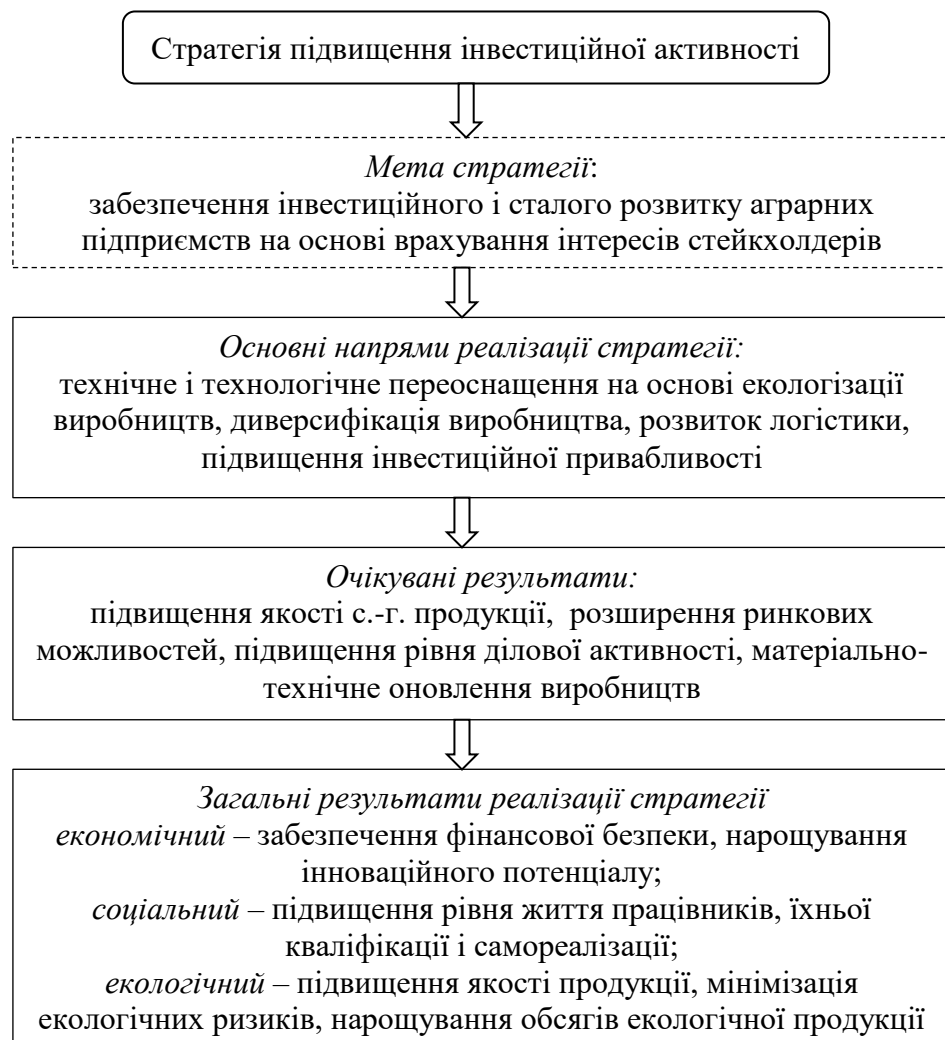 Стратегія підвищення інвестиційної активності
Мета стратегії:
забезпечення інвестиційного і сталого розвитку аграрних
підприємств на основі врахування інтересів стейкхолдерів
Основні напрями реалізації стратегії:
технічне і технологічне переоснащення на основі екологізації
виробництв, диверсифікація виробництва, розвиток логістики,
підвищення інвестиційної привабливості
Очікувані результати:
підвищення якості с.-г. продукції, розширення ринкових
можливостей, підвищення рівня ділової активності, матеріально-
технічне оновлення виробництв
Загальні результати реалізації стратегії
економічний – забезпечення фінансової безпеки, нарощування
інноваційного потенціалу;
соціальний – підвищення рівня життя працівників, їхньої
кваліфікації і самореалізації;
екологічний – підвищення якості продукції, мінімізація
екологічних ризиків, нарощування обсягів екологічної продукції